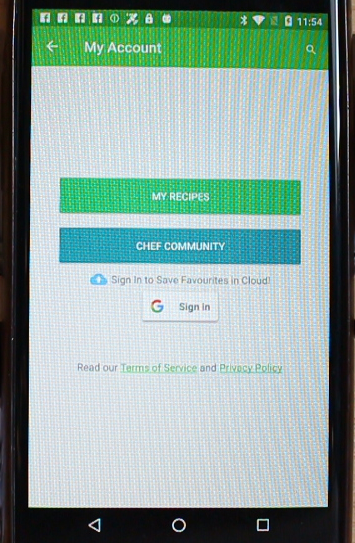 11:54
My Account
MY RECIPES
CHEF COMMUNITY
Sign In to Save Favourites in Cloud!
Sign in
Read our Terms of Service and Privacy Policy